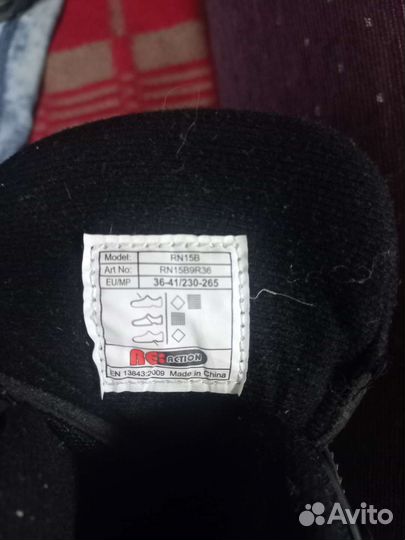 Model: RN15B
Art No: RN15B9R36
EU/MP 36-41/230-265
ACTION
EN 13843:2009 Made in China
Avito